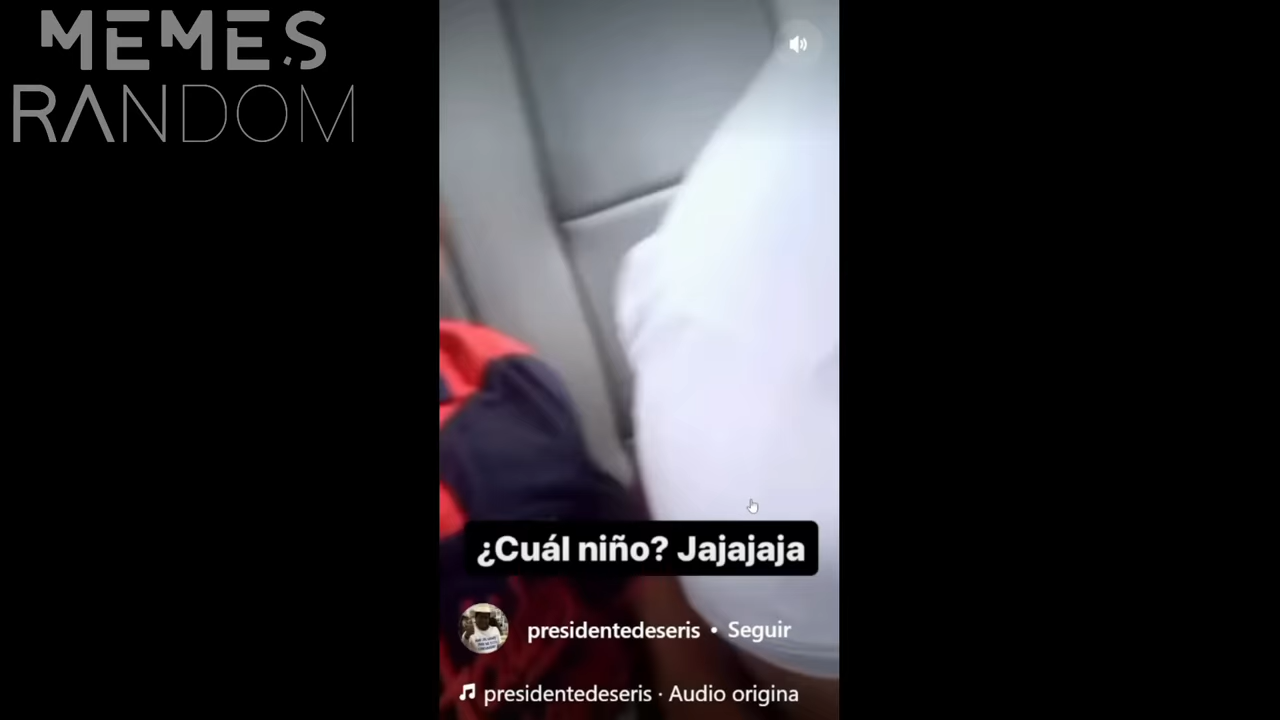 MEMES
RANDOM
¿Cuál niño? Jajajaja
presidentedeseris • Seguir
presidentedeseris · Audio origina